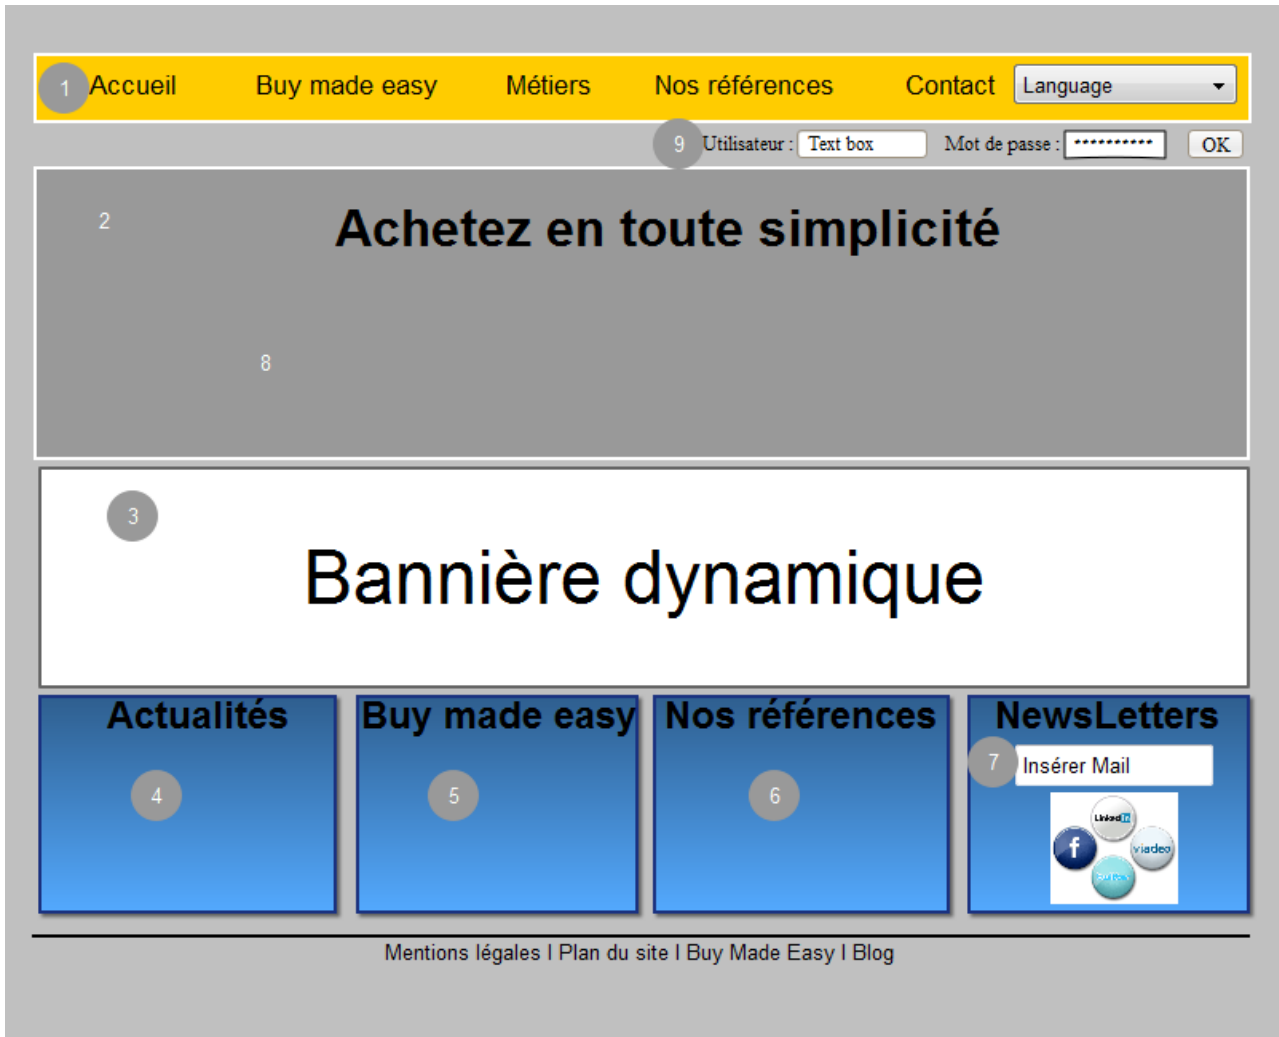 1 Accueil Buy made easy Métiers Nos références Contact Language
9 Utilisateur : Text box Mot de passe : ********** OK
2 Achetez en toute simplicité
8
3
Bannière dynamique
Actualités Buy made easy Nos références NewsLetters
7 Insérer Mail
4 5 6
Linked in
f viadeo
Mentions légales I Plan du site I Buy Made Easy I Blog